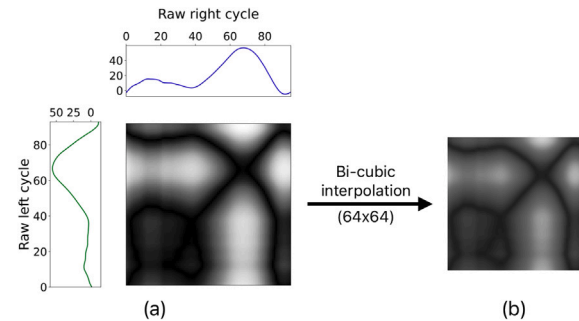 Raw right cycle
0 20 40 60 80
40
20
0
50 25 0
Raw left cycle
80
60
40
20
0
Bi-cubic
interpolation
(64x64)
(a)
(b)